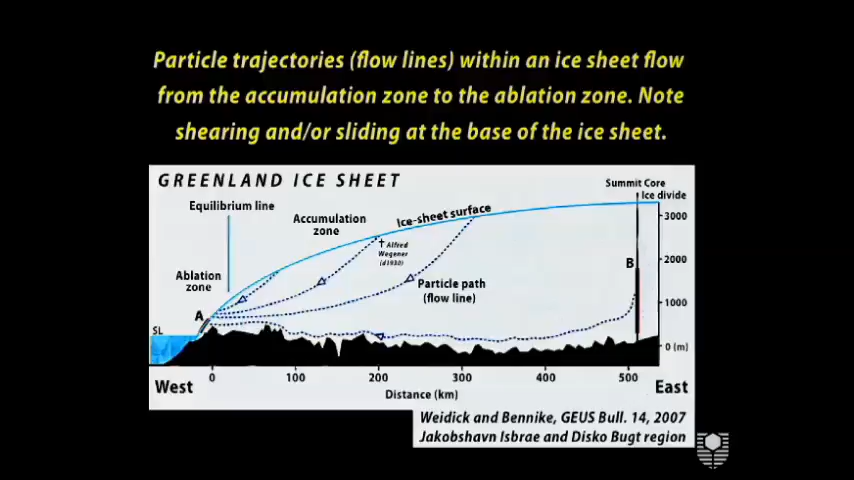 Particle trajectories (flow lines) within an ice sheet flow
from the accumulation zone to the ablation zone. Note
shearing and/or sliding at the base of the ice sheet.
GREENLAND ICE SHEET
Summit Core
Ice divide
Equilibrium line
Accumulation
zone
Ice-sheet surface
3000
† Alfred
Wegener
(d1930)
2000
B
Ablation
zone
Particle path
(flow line)
1000
A
SL
0 (m)
0
100
200
300
400
500
West
Distance (km)
East
Weidick and Bennike, GEUS Bull. 14, 2007
Jakobshavn Isbrae and Disko Bugt region